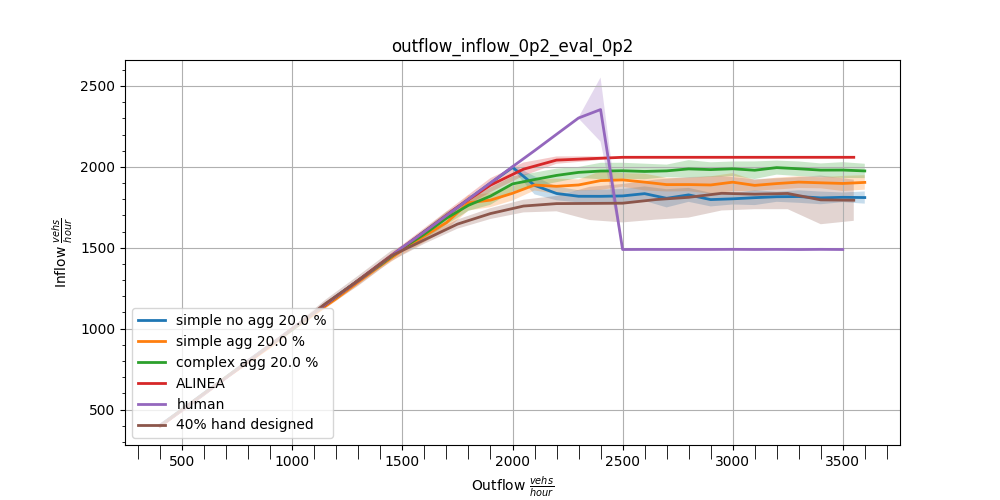 outflow_inflow_0p2_eval_0p2
2500
2000
1500
1000
500
Inflow vehs/hour
simple no agg 20.0 %
simple agg 20.0 %
complex agg 20.0 %
ALINEA
human
40% hand designed
500 1000 1500 2000 2500 3000 3500
Outflow vehs/hour